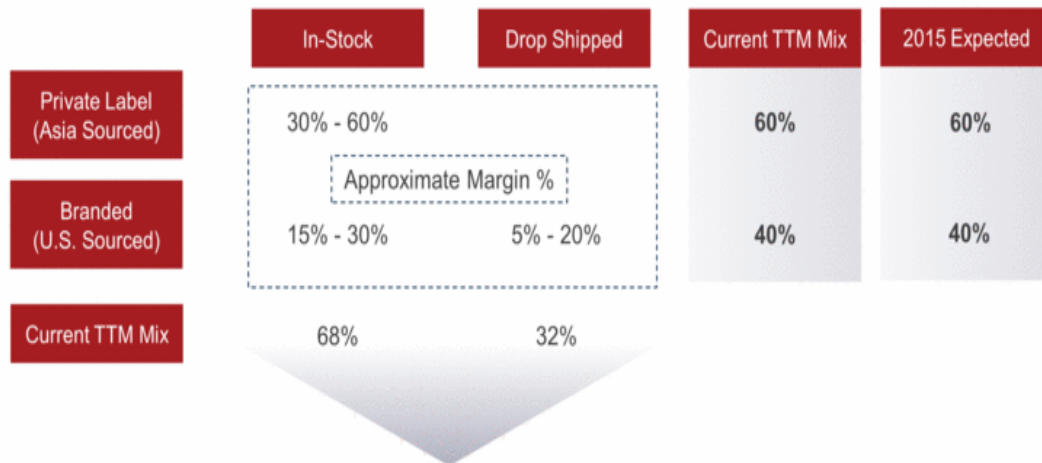 In-Stock Drop Shipped Current TTM Mix 2015 Expected
Private Label
(Asia Sourced)
30% - 60% 60% 60%
Approximate Margin %
Branded
(U.S. Sourced)
15% - 30% 5% - 20% 40% 40%
Current TTM Mix 68% 32%